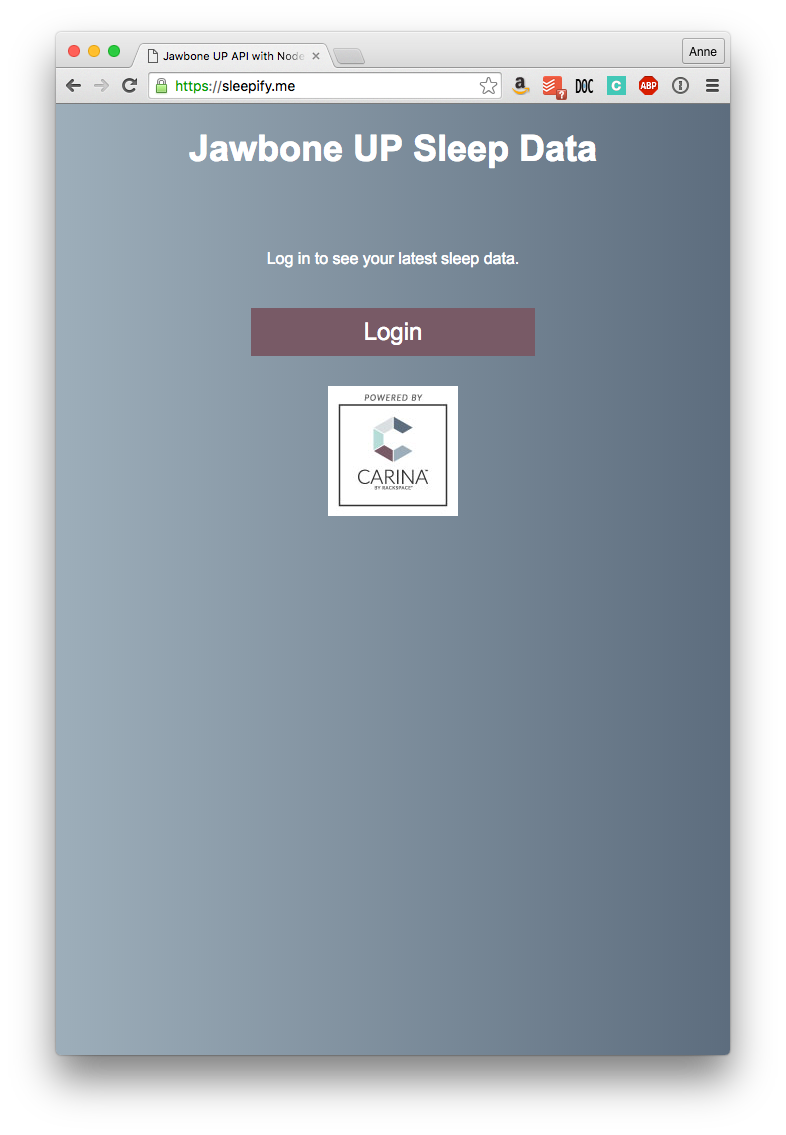 Jawbone UP API with Node
Anne
https://sleepify.me
?
DOC
C
ABP
Jawbone UP Sleep Data
Log in to see your latest sleep data.
Login
POWERED BY
CARINA™
BY RACKSPACE®